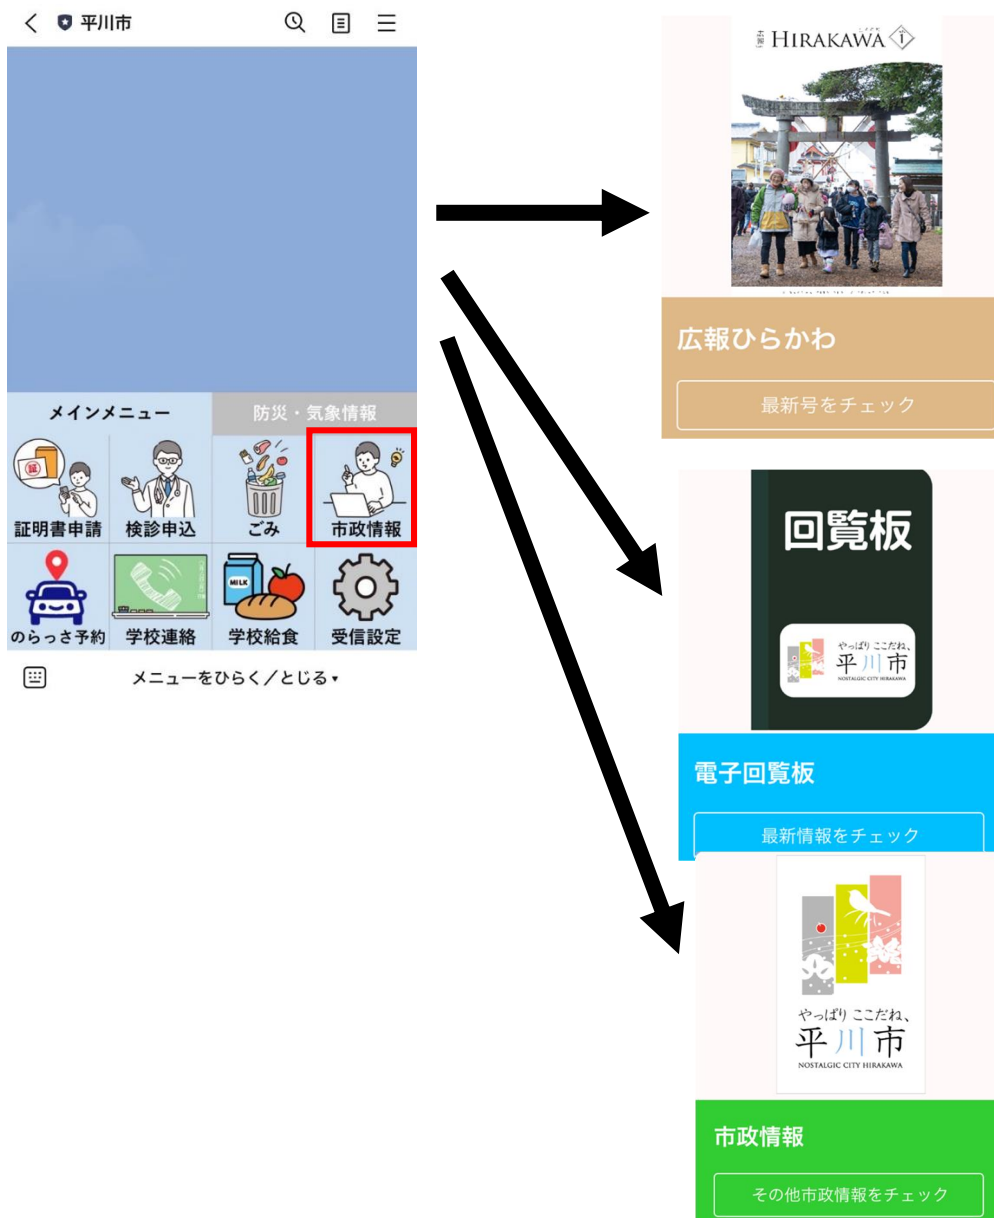 平川市
メインメニュー
防災・気象情報
証
証明書申請
検診申込
ごみ
市政情報
MILK
のらっさ予約
学校連絡
学校給食
受信設定
メニューをひらく／とじる▾
HIRAKAWA
1
広報ひらかわ
最新号をチェック
回覧板
やっぱり ここだね、
平川市
NOSTALGIC CITY HIRAKAWA
電子回覧板
最新情報をチェック
やっぱり ここだね、
平川市
NOSTALGIC CITY HIRAKAWA
市政情報
その他市政情報をチェック